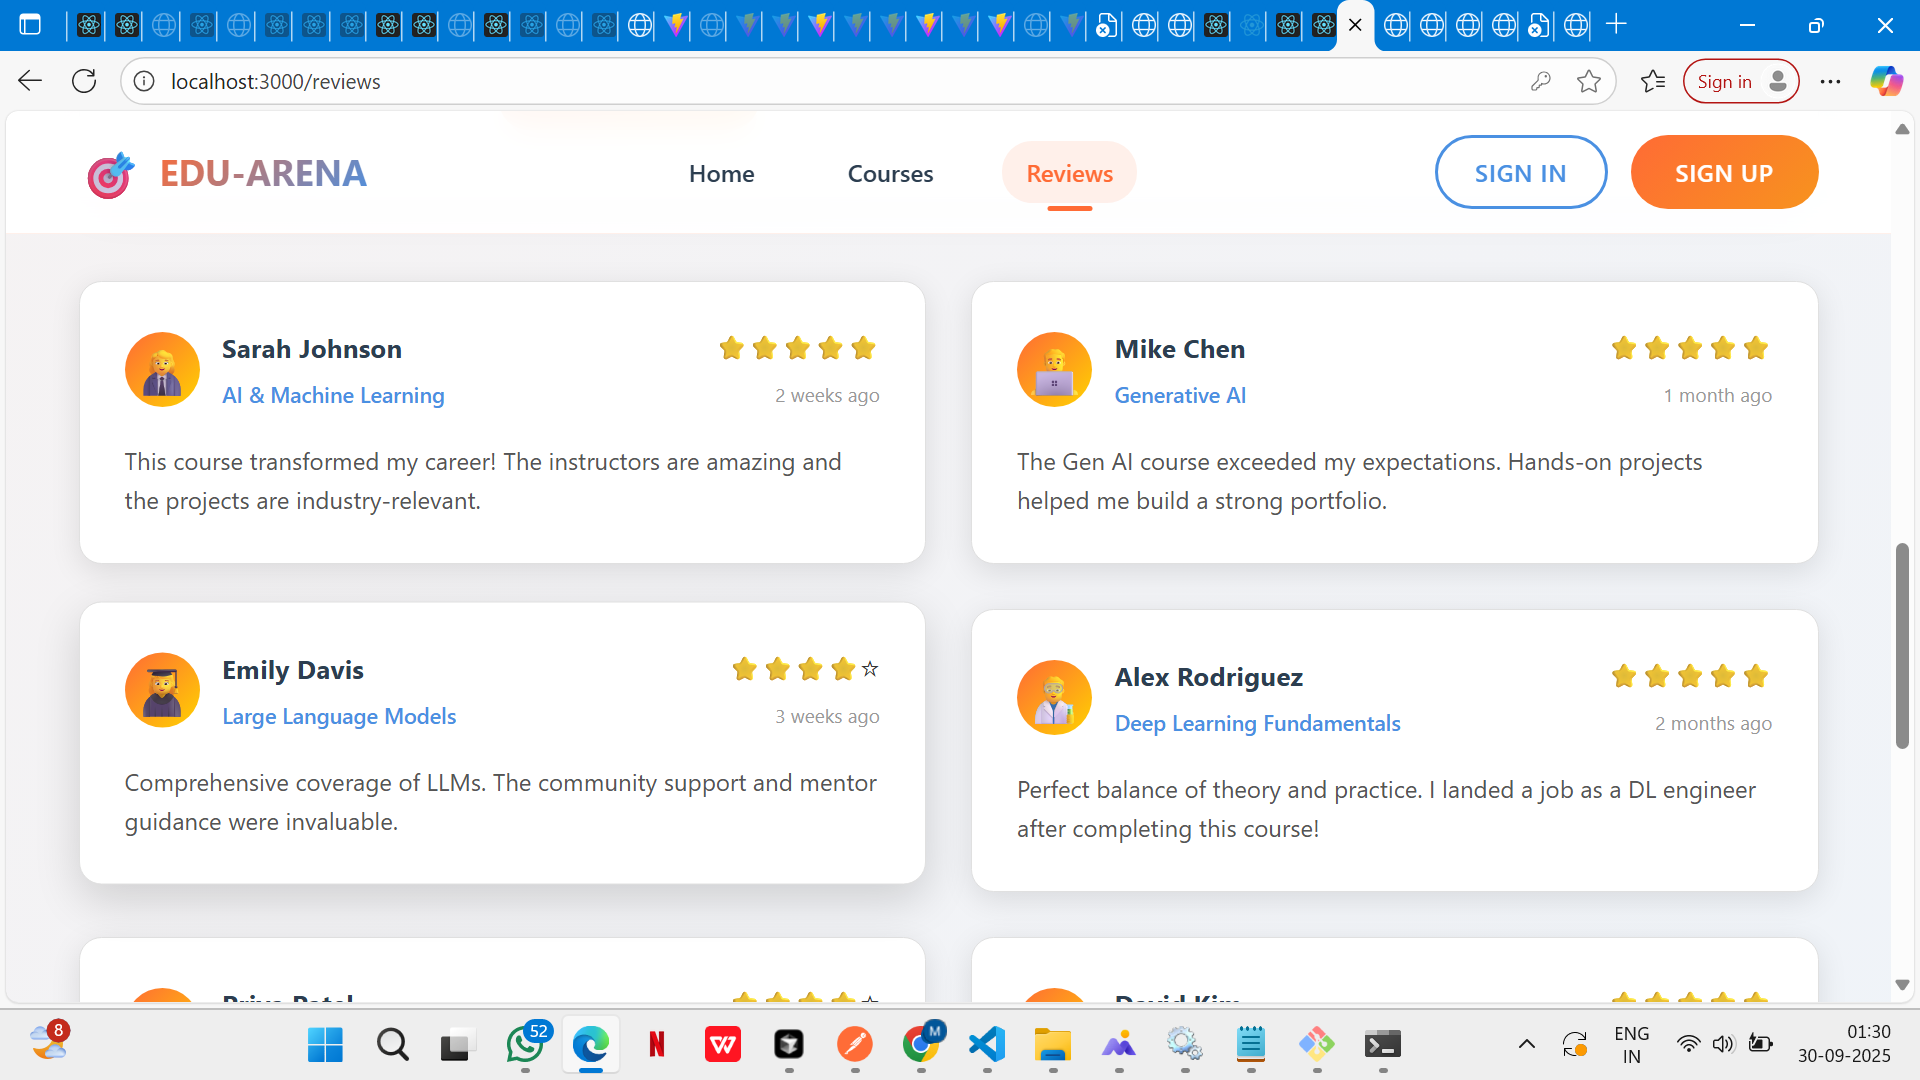 localhost:3000/reviews
Sign in
EDU-ARENA
Home
Courses
Reviews
SIGN IN
SIGN UP
Sarah Johnson
AI & Machine Learning
2 weeks ago
This course transformed my career! The instructors are amazing and
the projects are industry-relevant.
Mike Chen
Generative AI
1 month ago
The Gen AI course exceeded my expectations. Hands-on projects
helped me build a strong portfolio.
Emily Davis
Large Language Models
3 weeks ago
Comprehensive coverage of LLMs. The community support and mentor
guidance were invaluable.
Alex Rodriguez
Deep Learning Fundamentals
2 months ago
Perfect balance of theory and practice. I landed a job as a DL engineer
after completing this course!
Priya Patel
David Kim
8
52
N
W
M
ENG
IN
01:30
30-09-2025